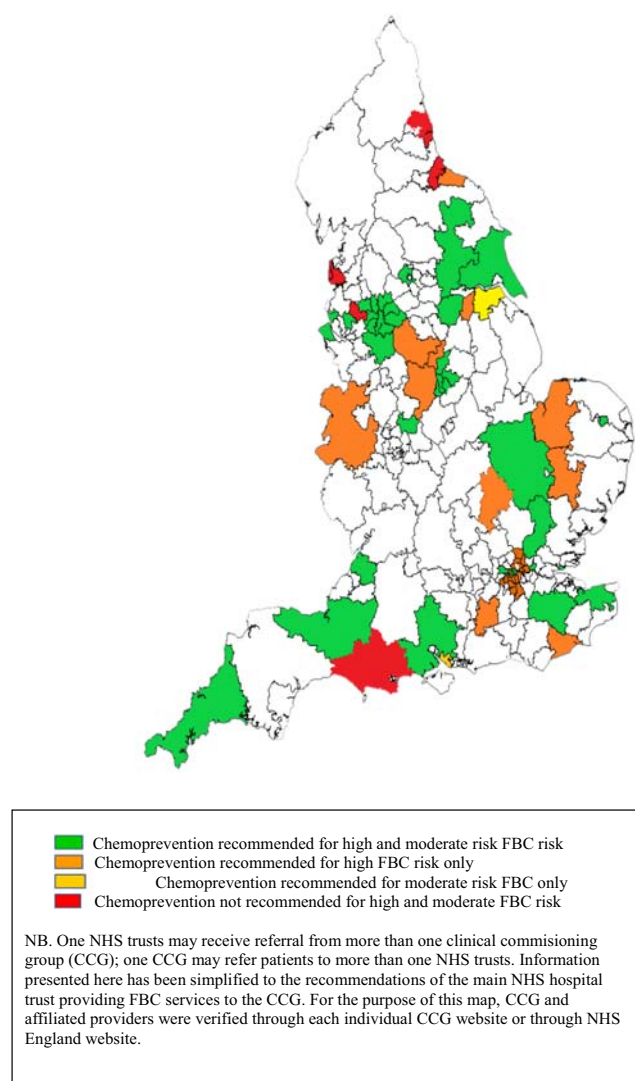 Chemoprevention recommended for high and moderate risk FBC risk
Chemoprevention recommended for high FBC risk only
Chemoprevention recommended for moderate risk FBC only
Chemoprevention not recommended for high and moderate FBC risk
NB. One NHS trusts may receive referral from more than one clinical commisioning
group (CCG); one CCG may refer patients to more than one NHS trusts. Information
presented here has been simplified to the recommendations of the main NHS hospital
trust providing FBC services to the CCG. For the purpose of this map, CCG and
affiliated providers were verified through each individual CCG website or through NHS
England website.